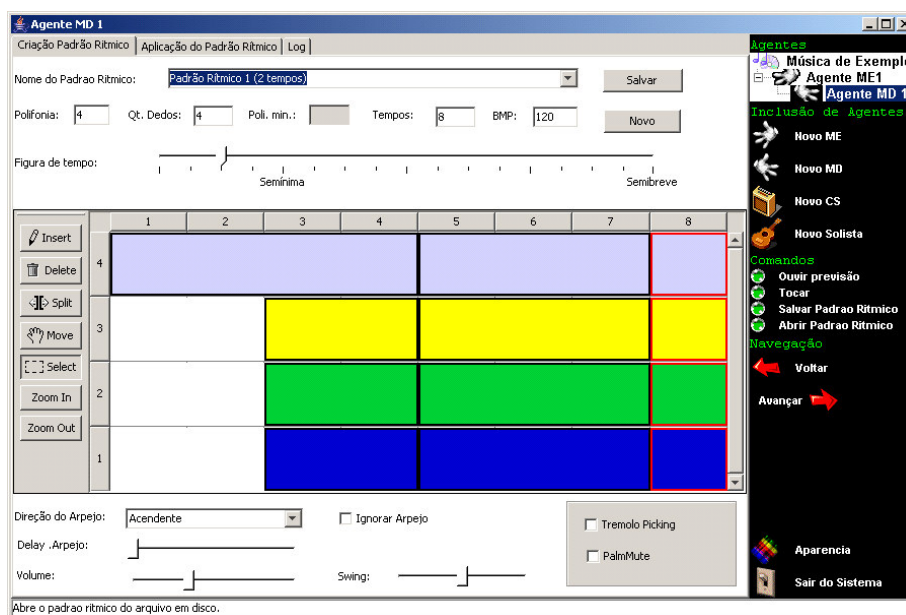 Agente MD 1
Criação Padrão Ritmico Aplicação do Padrão Rítmico Log
Nome do Padrao Ritmico: Padrão Rítmico 1 (2 tempos) Salvar
Polifonia: 4 Qt. Dedos: 4 Poli. min.: Tempos: 8 BMP: 120 Novo
Figura de tempo:
Semínima Semibreve
1 2 3 4 5 6 7 8
Insert
Delete
Split
Move
Select
Zoom In
Zoom Out
4
3
2
1
Direção do Arpejo: Acendente Ignorar Arpejo
Delay .Arpejo:
Volume: Swing:
Tremolo Picking
PalmMute
Abre o padrao ritmico do arquivo em disco.
Agentes
Música de Exemplo
Agente ME1
Agente MD 1
Inclusão de Agentes
Novo ME
Novo MD
Novo CS
Novo Solista
Comandos
Ouvir previsão
Tocar
Salvar Padrao Ritmico
Abrir Padrao Ritmico
Navegação
Voltar
Avançar
Aparencia
Sair do Sistema